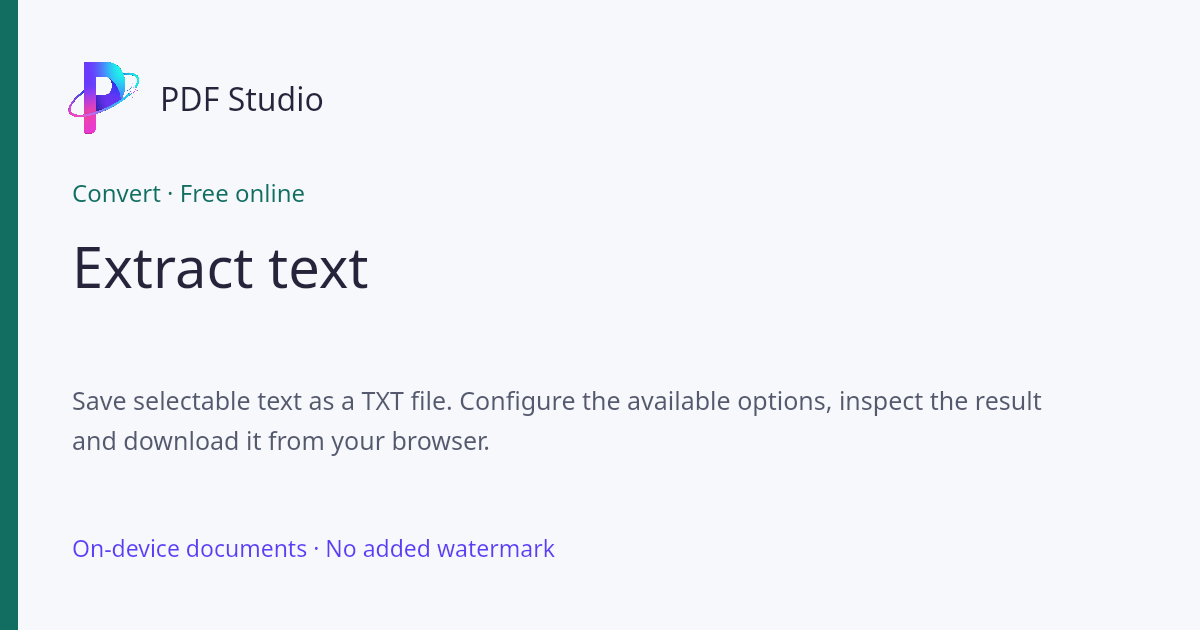 PDF Studio
Convert · Free online
Extract text
Save selectable text as a TXT file. Configure the available options, inspect the result
and download it from your browser.
On-device documents · No added watermark